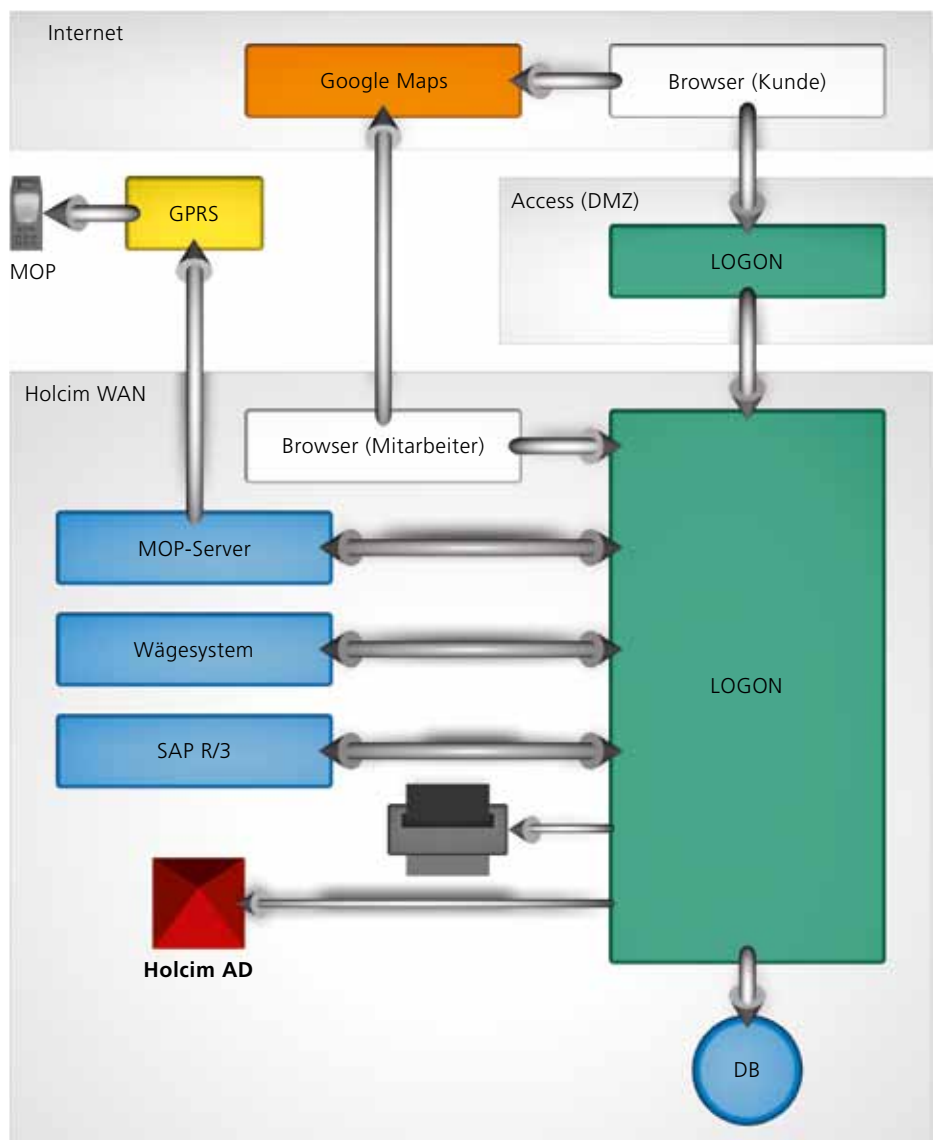 Internet
Google Maps
Browser (Kunde)
GPRS
MOP
Access (DMZ)
LOGON
Holcim WAN
Browser (Mitarbeiter)
MOP-Server
Wägesystem
SAP R/3
LOGON
Holcim AD
DB